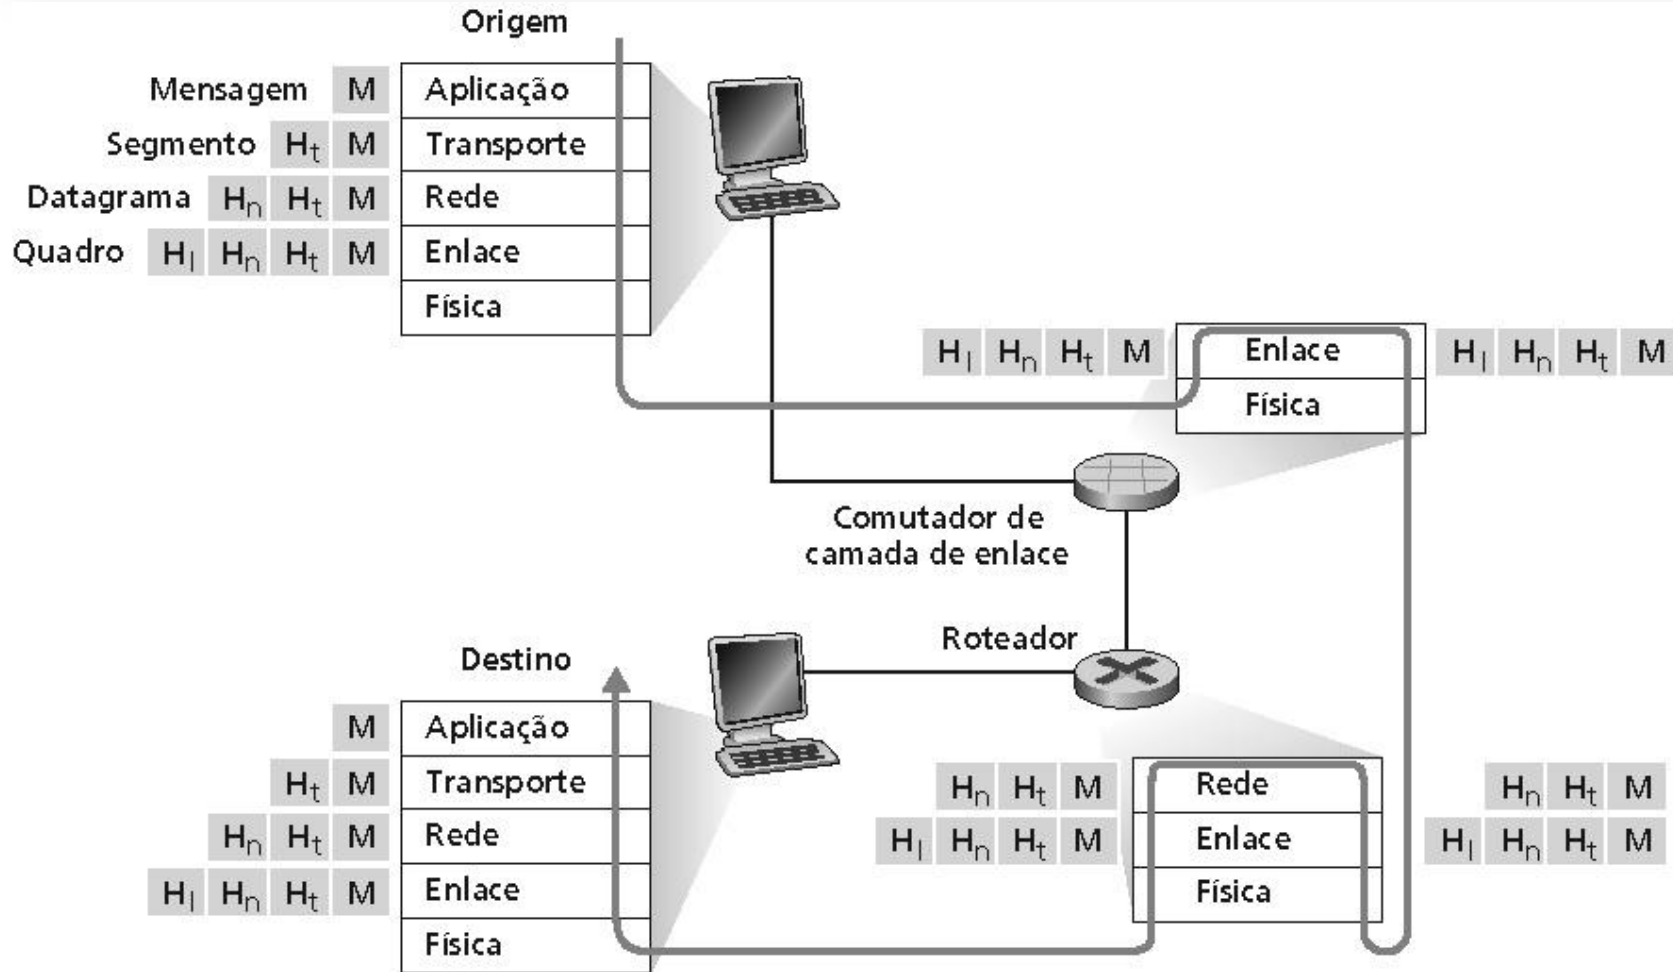 Origem
Mensagem M Aplicação
Segmento Ht M Transporte
Datagrama Hn Ht M Rede
Quadro Hl Hn Ht M Enlace
Física
Hl Hn Ht M Enlace Hl Hn Ht M
Física
Comutador de
camada de enlace
Roteador
Destino
M Aplicação
Ht M Transporte
Hn Ht M Rede
Hl Hn Ht M Enlace
Física
Hn Ht M Rede Hn Ht M
Hl Hn Ht M Enlace Hl Hn Ht M
Física